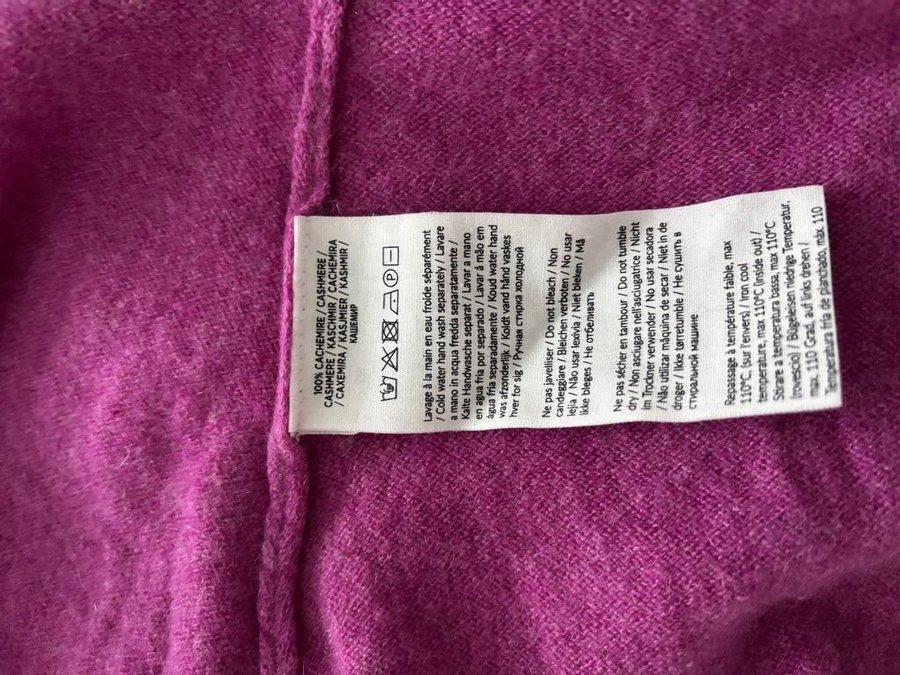 100% CACHEMIRE / CASHMERE /
CASHMERE / KASCHMIR / CACHEMIRA
/ CAXEMIRA / KASJMIER / KASHMIR /
КАШЕМИР
P
Lavage à la main en eau froide séparément
/ Cold water hand wash separately / Lavare
a mano in acqua fredda separatamente /
Kalte Handwasche separat / Lavar a mano
en agua fria por separado / Lavar à mão em
água fria separadamente / Koud water hand
was afzonderlijk / Koldt vand hånd vaskes
hver for sig / Ручная стирка холодной
Ne pas javelliser / Do not bleach / Non
candeggiare / Bleichen verboten / No usar
lejia / Não usar lexívia / Niet bleken / Må
ikke bleges / Не отбеливать
Ne pas sécher en tambour / Do not tumble
dry / Non asciugare nell'asciugatrice / Nicht
im Trockner verwender / No usar secadora
/ Não utilizar máquina de secar / Niet in de
droger / Ikke tørretumble / Не сушить в
стиральной машине
Repassage à température faible, max
110°C (sur l'envers) / Iron cool
temperature, max 110°C (inside out) /
Stirare a temperatura bassa, max 110°C
(rovescio) / Bügeleisen niedrige Temperatur,
max. 110 Grad, auf links drehen /
Temperatura fria de planchado, máx. 110